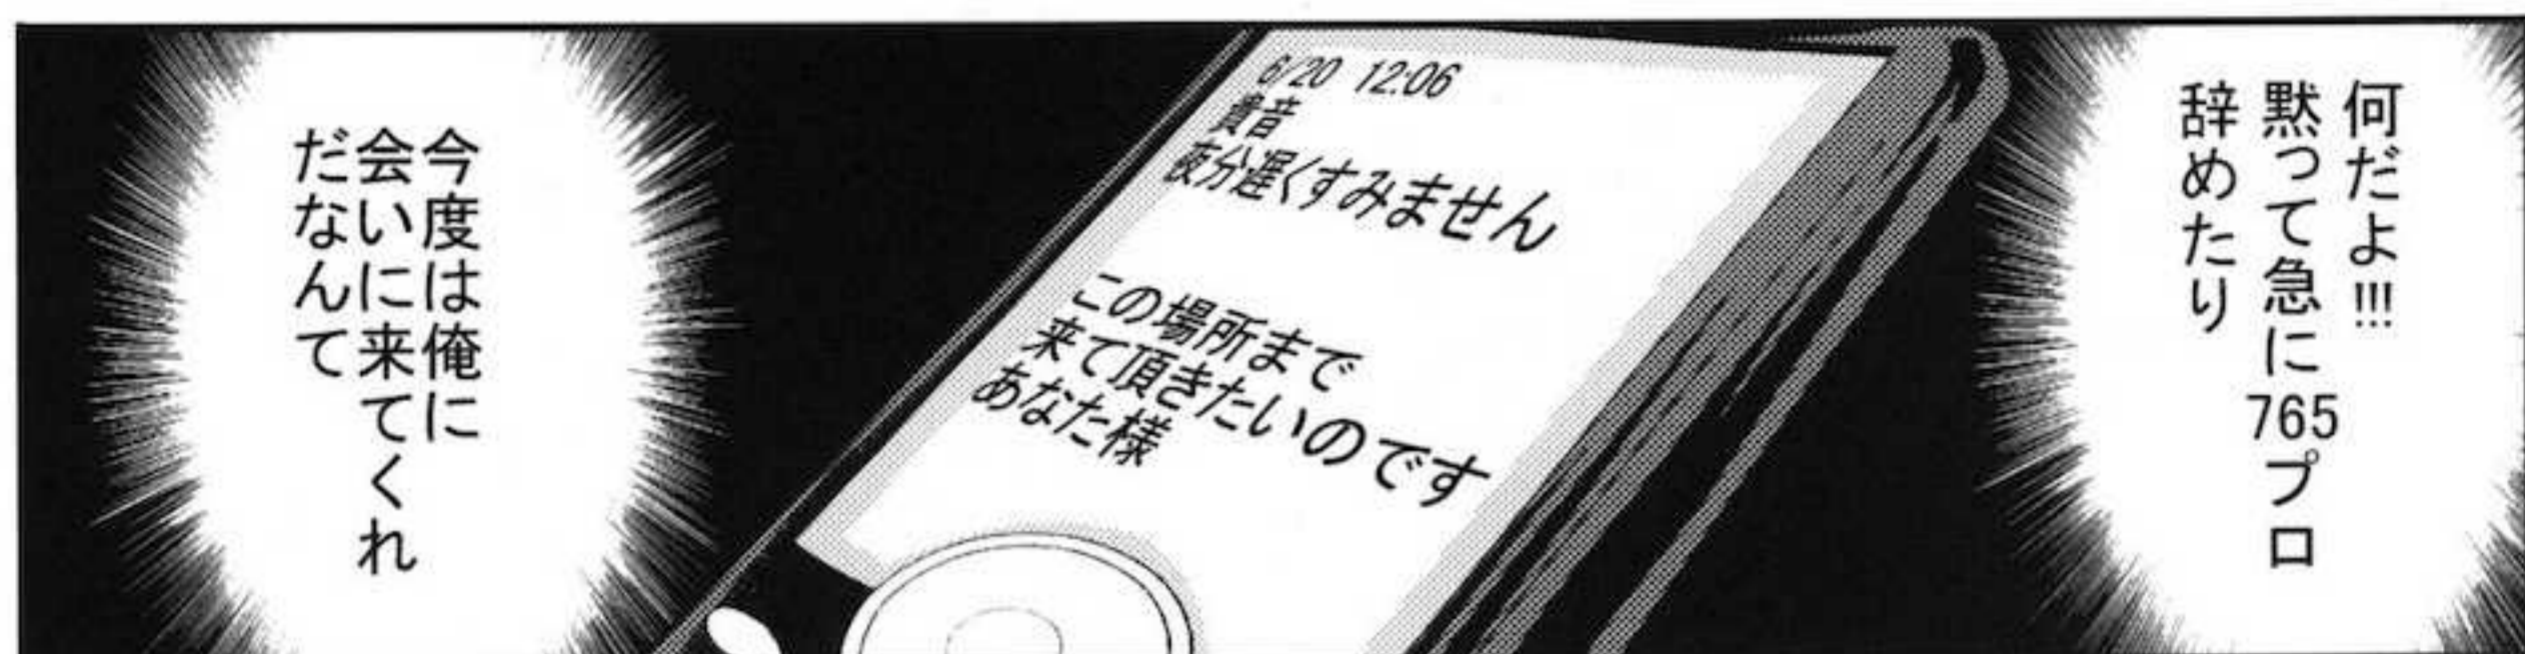 何だよ!!!
黙って急に765プロ
辞めたり
6/20 12:06
貴音
夜分遅くすみません
この場所まで
来て頂きたいのです
あなた様
今度は俺に
会いに来てくれ
だなんて